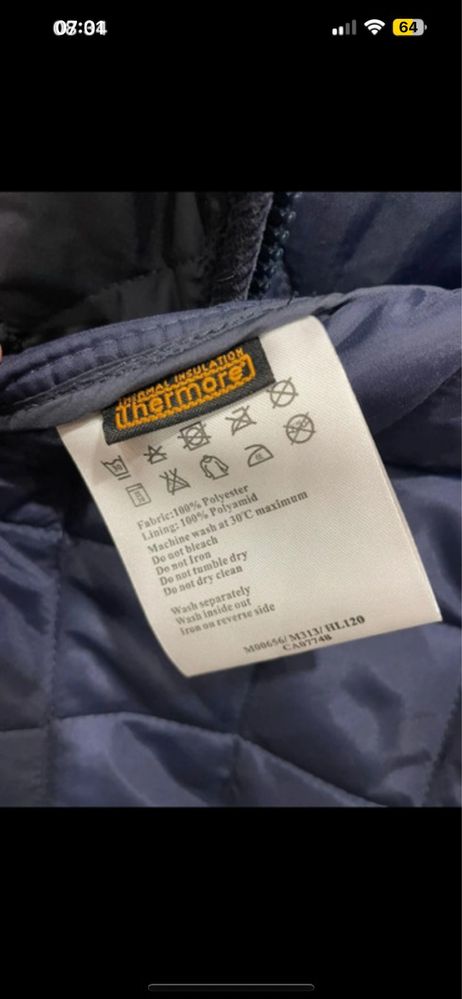 64
THERMAL INSULATION
Thermore
30
Fabric:100% Polyester
Lining: 100% Polyamid
Machine wash at 30℃ maximum
Do not bleach
Do not Iron
Do not tumble dry
Do not dry clean
Wash separately
Wash inside out
Iron on reverse side
M00656/ M313/ HL120
CA07748